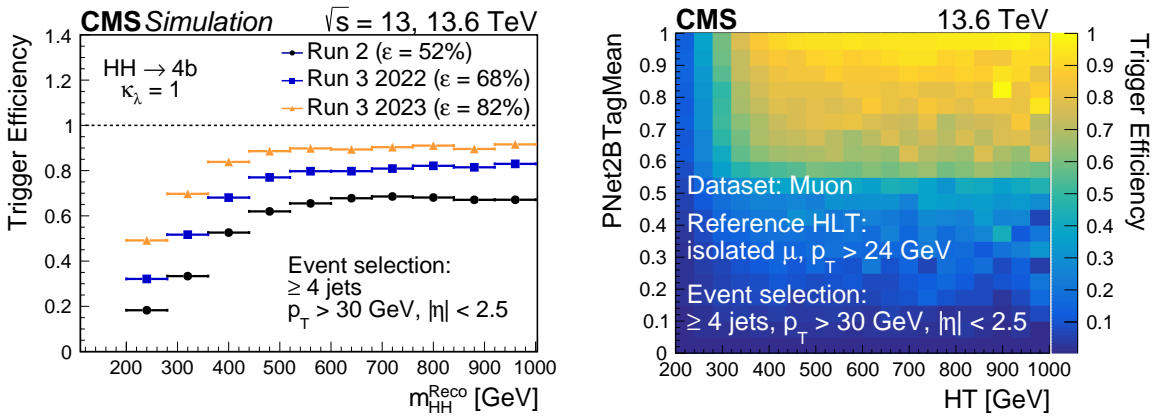 CMS Simulation
√s = 13, 13.6 TeV
HH → 4b
κλ = 1
Run 2 (ε = 52%)
Run 3 2022 (ε = 68%)
Run 3 2023 (ε = 82%)
Event selection:
≥ 4 jets
p_T > 30 GeV, |η| < 2.5
Trigger Efficiency
0
0.2
0.4
0.6
0.8
1
1.2
1.4
200 300 400 500 600 700 800 900 1000
m_HH^Reco [GeV]
CMS
13.6 TeV
Dataset: Muon
Reference HLT:
isolated μ, p_T > 24 GeV
Event selection:
≥ 4 jets, p_T > 30 GeV, |η| < 2.5
PNet2BTagMean
0
0.1
0.2
0.3
0.4
0.5
0.6
0.7
0.8
0.9
1
200 300 400 500 600 700 800 900 1000
HT [GeV]
0.1
0.2
0.3
0.4
0.5
0.6
0.7
0.8
0.9
1
Trigger Efficiency